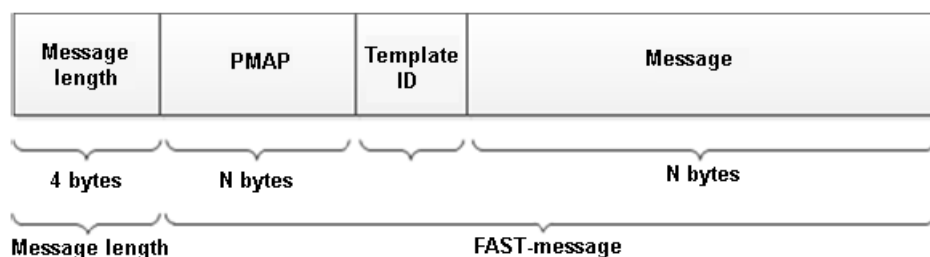 Message
length
PMAP
Template
ID
Message
4 bytes
N bytes
N bytes
Message length
FAST-message